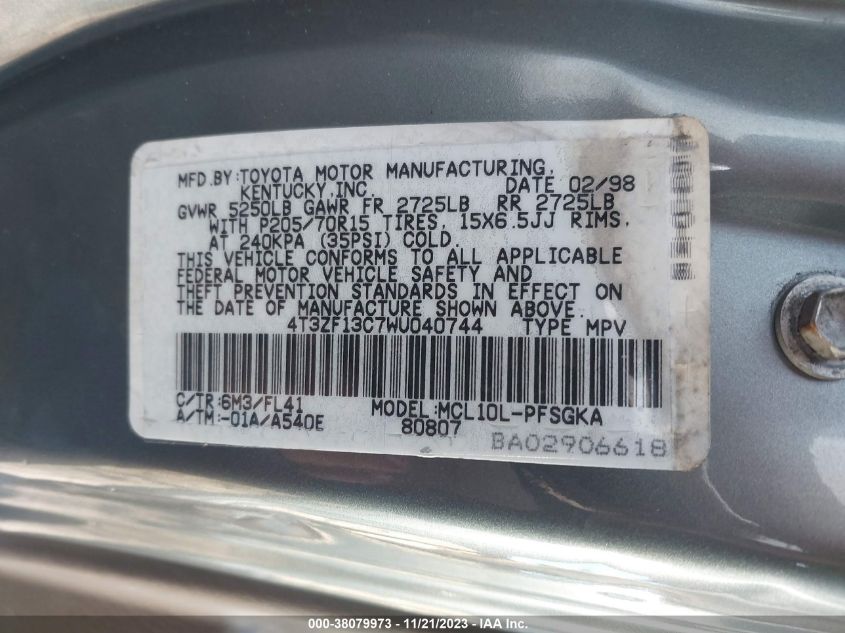 MFD.BY:TOYOTA MOTOR MANUFACTURING,
KENTUCKY,INC. DATE 02/98
GVWR 5250LB GAWR FR 2725LB RR 2725LB
WITH P205/70R15 TIRES, 15X6.5JJ RIMS,
AT 240KPA (35PSI) COLD.
THIS VEHICLE CONFORMS TO ALL APPLICABLE
FEDERAL MOTOR VEHICLE SAFETY AND
THEFT PREVENTION STANDARDS IN EFFECT ON
THE DATE OF MANUFACTURE SHOWN ABOVE.
4T3ZF13C7WU040744 TYPE MPV
C/TR:6M3/FL41 MODEL:MCL10L-PFSGKA
A/TM:-01A/A540E 80807
BA02906618
000-38079973 - 11/21/2023 - IAA Inc.